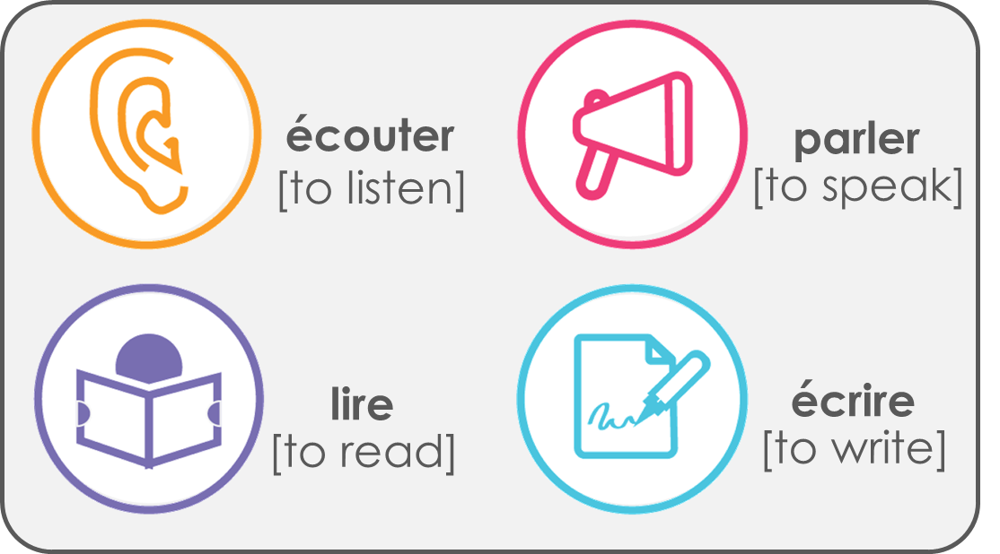 écouter
[to listen]
parler
[to speak]
lire
[to read]
écrire
[to write]